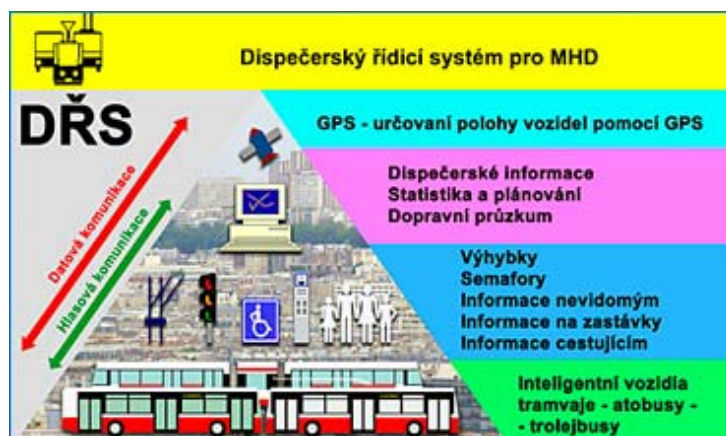 Dispečerský řídicí systém pro MHD
DŘS
GPS - určovaní polohy vozidel pomocí GPS
Datová komunikace
Hlasová komunikace
Dispečerské informace
Statistika a plánování
Dopravní průzkum
Výhybky
Semafory
Informace nevidomým
Informace na zastávky
Informace cestujícím
Inteligentní vozidla
tramvaje - atobusy -
- trolejbusy